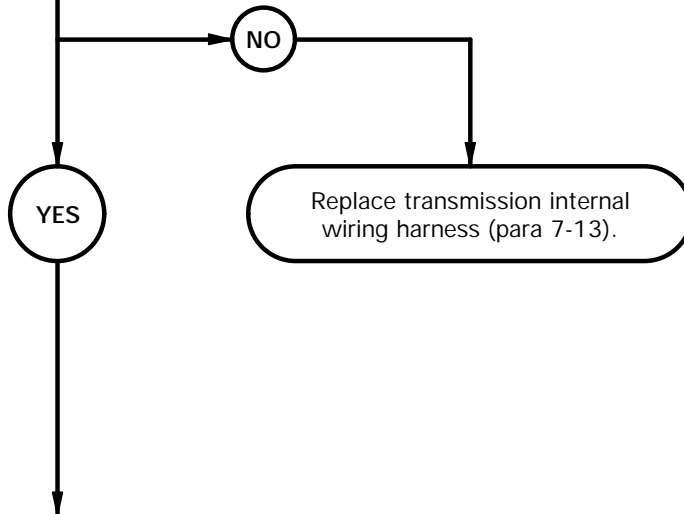 NO
YES
Replace transmission internal
wiring harness (para 7-13).